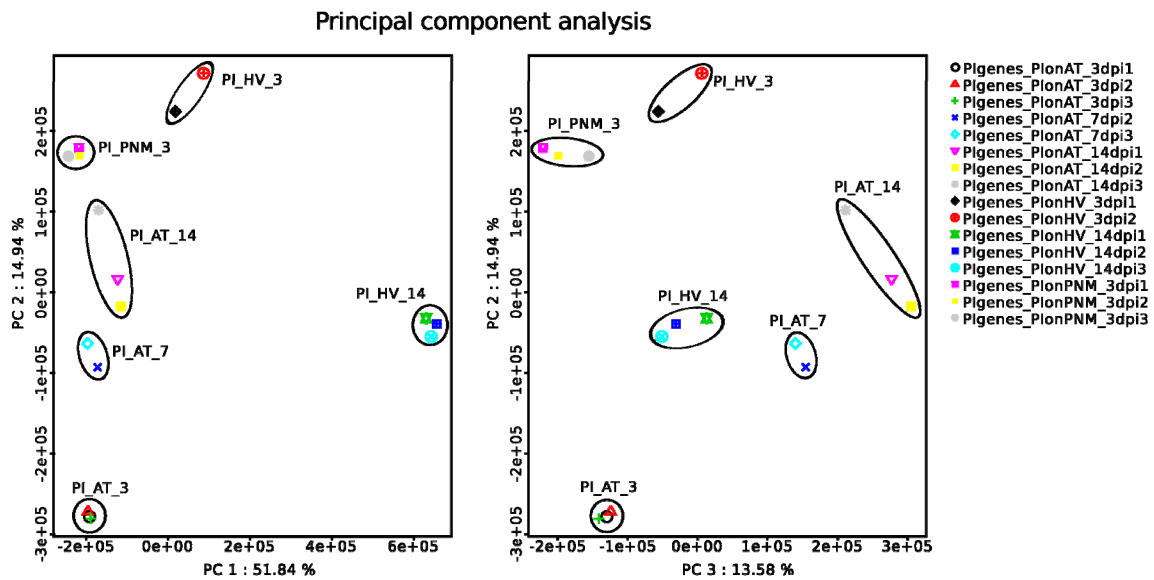 Principal component analysis
PI_HV_3
PI_PNM_3
PI_AT_14
PI_HV_14
PI_AT_7
PI_AT_3
PC 2 : 14.94 %
-3e+05 -2e+05 -1e+05 0e+00 1e+05 2e+05
-2e+05 0e+00 2e+05 4e+05 6e+05
PC 1 : 51.84 %
PI_HV_3
PI_PNM_3
PI_AT_14
PI_HV_14
PI_AT_7
PI_AT_3
PC 2 : 14.94 %
-3e+05 -2e+05 -1e+05 0e+00 1e+05 2e+05
-2e+05 -1e+05 0e+00 1e+05 2e+05 3e+05
PC 3 : 13.58 %
PIgenes_PIonAT_3dpi1
PIgenes_PIonAT_3dpi2
PIgenes_PIonAT_3dpi3
PIgenes_PIonAT_7dpi2
PIgenes_PIonAT_7dpi3
PIgenes_PIonAT_14dpi1
PIgenes_PIonAT_14dpi2
PIgenes_PIonAT_14dpi3
PIgenes_PIonHV_3dpi1
PIgenes_PIonHV_3dpi2
PIgenes_PIonHV_14dpi1
PIgenes_PIonHV_14dpi2
PIgenes_PIonHV_14dpi3
PIgenes_PIonPNM_3dpi1
PIgenes_PIonPNM_3dpi2
PIgenes_PIonPNM_3dpi3